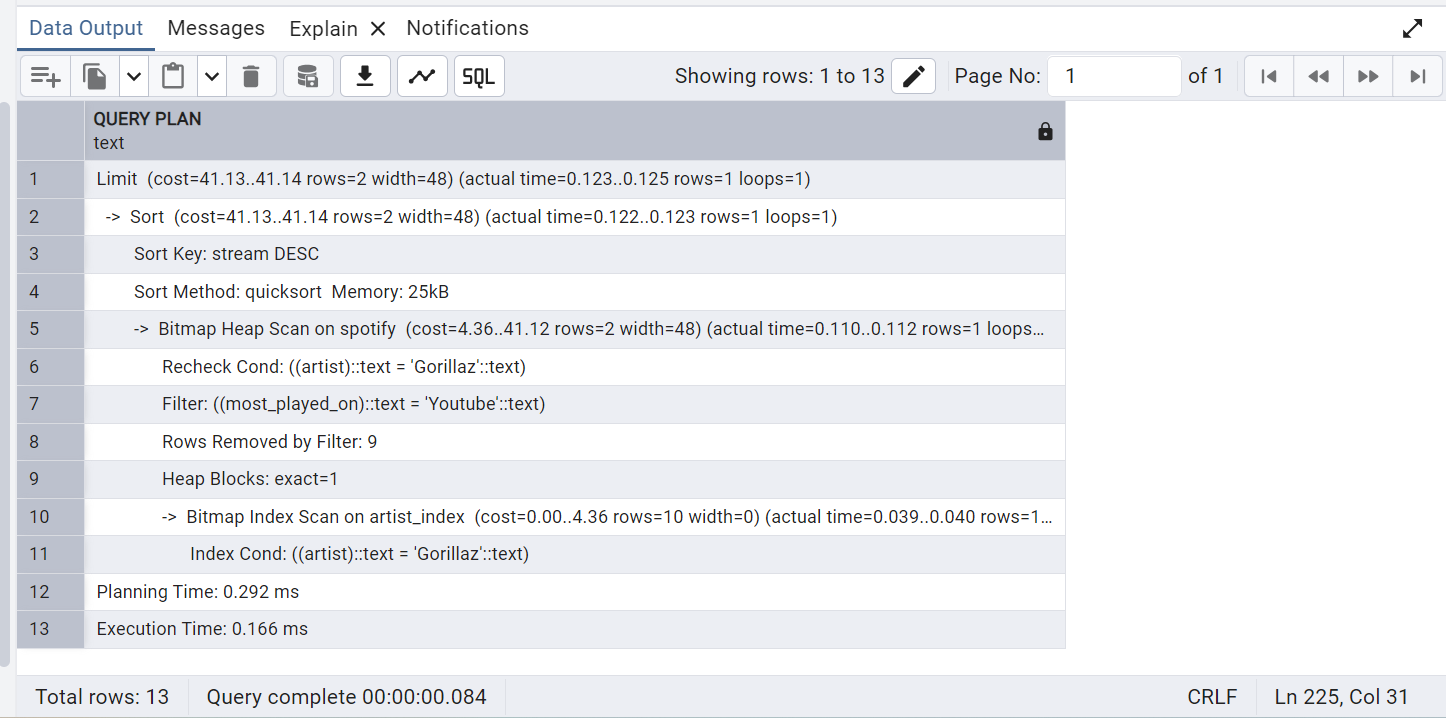 Data Output Messages Explain Notifications
SQL Showing rows: 1 to 13 Page No: 1 of 1
QUERY PLAN
text
1 Limit (cost=41.13..41.14 rows=2 width=48) (actual time=0.123..0.125 rows=1 loops=1)
2 -> Sort (cost=41.13..41.14 rows=2 width=48) (actual time=0.122..0.123 rows=1 loops=1)
3 Sort Key: stream DESC
4 Sort Method: quicksort Memory: 25kB
5 -> Bitmap Heap Scan on spotify (cost=4.36..41.12 rows=2 width=48) (actual time=0.110..0.112 rows=1 loops...
6 Recheck Cond: ((artist)::text = 'Gorillaz'::text)
7 Filter: ((most_played_on)::text = 'Youtube'::text)
8 Rows Removed by Filter: 9
9 Heap Blocks: exact=1
10 -> Bitmap Index Scan on artist_index (cost=0.00..4.36 rows=10 width=0) (actual time=0.039..0.040 rows=1...
11 Index Cond: ((artist)::text = 'Gorillaz'::text)
12 Planning Time: 0.292 ms
13 Execution Time: 0.166 ms
Total rows: 13 Query complete 00:00:00.084 CRLF Ln 225, Col 31